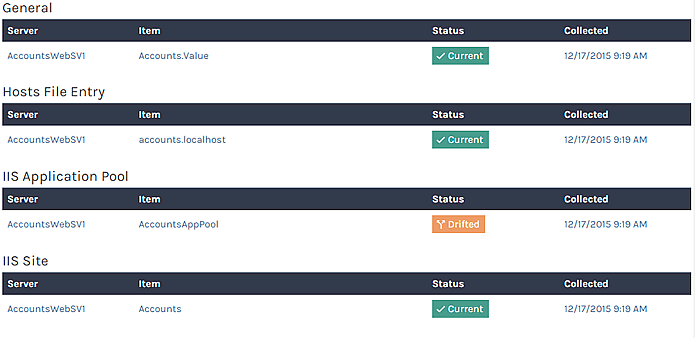 General
Server Item Status Collected
AccountsWebSV1 Accounts.Value Current 12/17/2015 9:19 AM
Hosts File Entry
Server Item Status Collected
AccountsWebSV1 accounts.localhost Current 12/17/2015 9:19 AM
IIS Application Pool
Server Item Status Collected
AccountsWebSV1 AccountsAppPool Drifted 12/17/2015 9:19 AM
IIS Site
Server Item Status Collected
AccountsWebSV1 Accounts Current 12/17/2015 9:19 AM